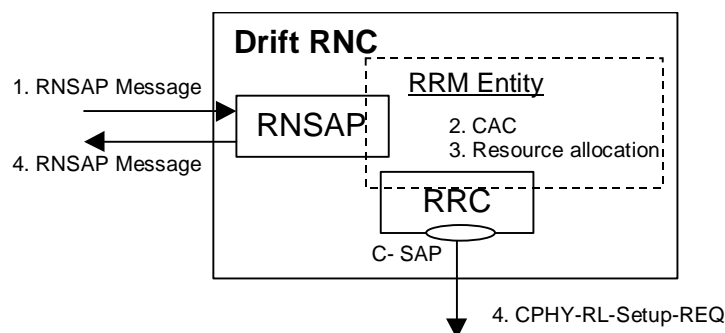 Drift RNC
1. RNSAP Message
RRM Entity
RNSAP
2. CAC
3. Resource allocation
4. RNSAP Message
RRC
C- SAP
4. CPHY-RL-Setup-REQ